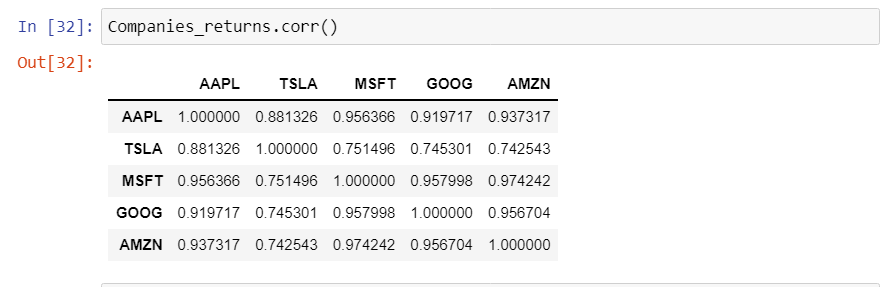 In [32]: Companies_returns.corr()
Out[32]:
AAPL TSLA MSFT GOOG AMZN
AAPL 1.000000 0.881326 0.956366 0.919717 0.937317
TSLA 0.881326 1.000000 0.751496 0.745301 0.742543
MSFT 0.956366 0.751496 1.000000 0.957998 0.974242
GOOG 0.919717 0.745301 0.957998 1.000000 0.956704
AMZN 0.937317 0.742543 0.974242 0.956704 1.000000